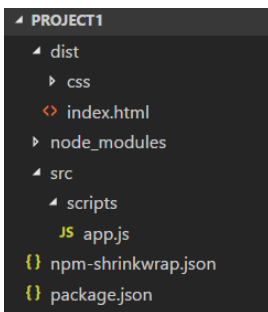 PROJECT1
dist
css
<> index.html
node_modules
src
scripts
JS app.js
{} npm-shrinkwrap.json
{} package.json